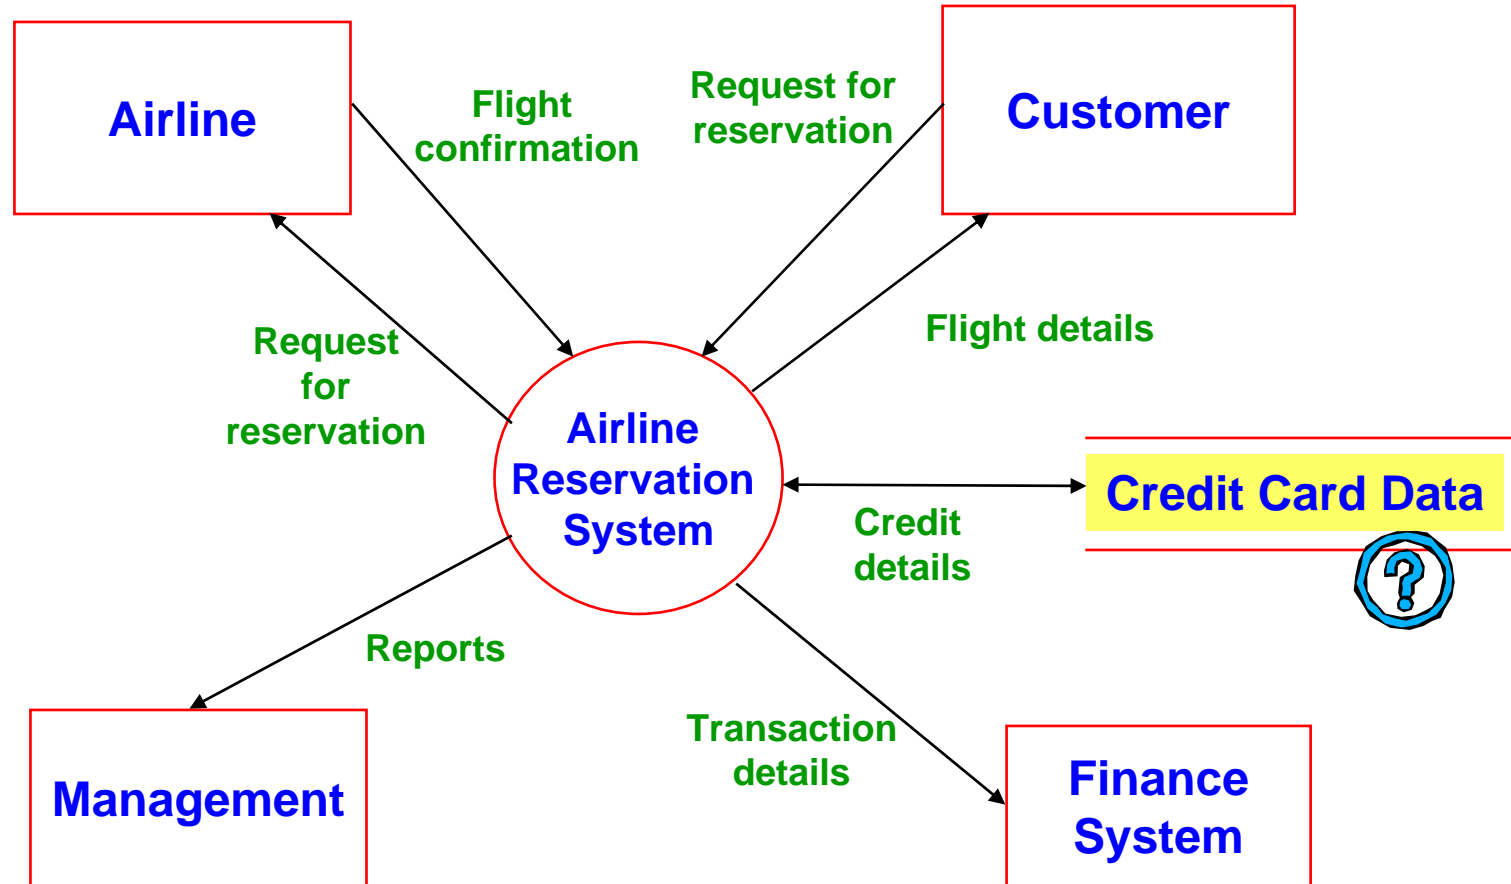 Airline
Flight
confirmation
Request for
reservation
Customer
Request
for
reservation
Flight details
Airline
Reservation
System
Credit Card Data
Credit
details
?
Reports
Transaction
details
Management
Finance
System